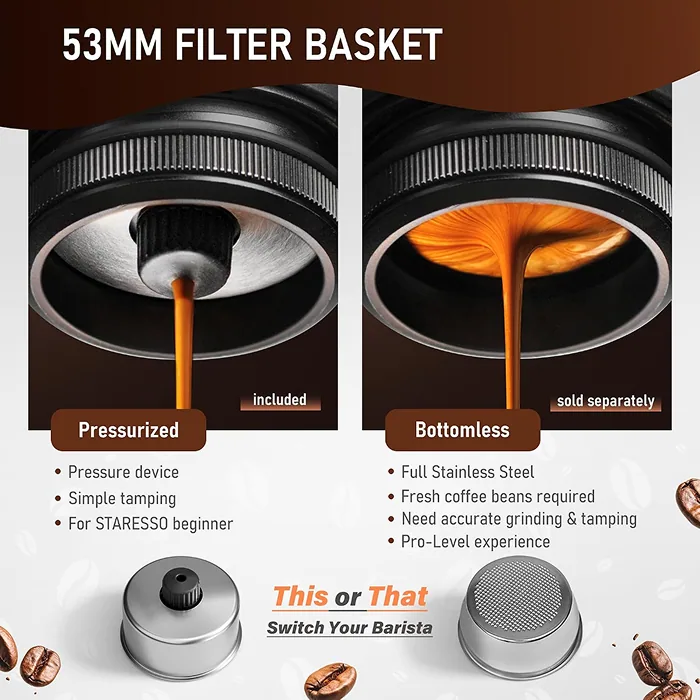 53MM FILTER BASKET
included
sold separately
Pressurized
Bottomless
• Pressure device
• Simple tamping
• For STARESSO beginner
• Full Stainless Steel
• Fresh coffee beans required
• Need accurate grinding & tamping
• Pro-Level experience
This or That
Switch Your Barista